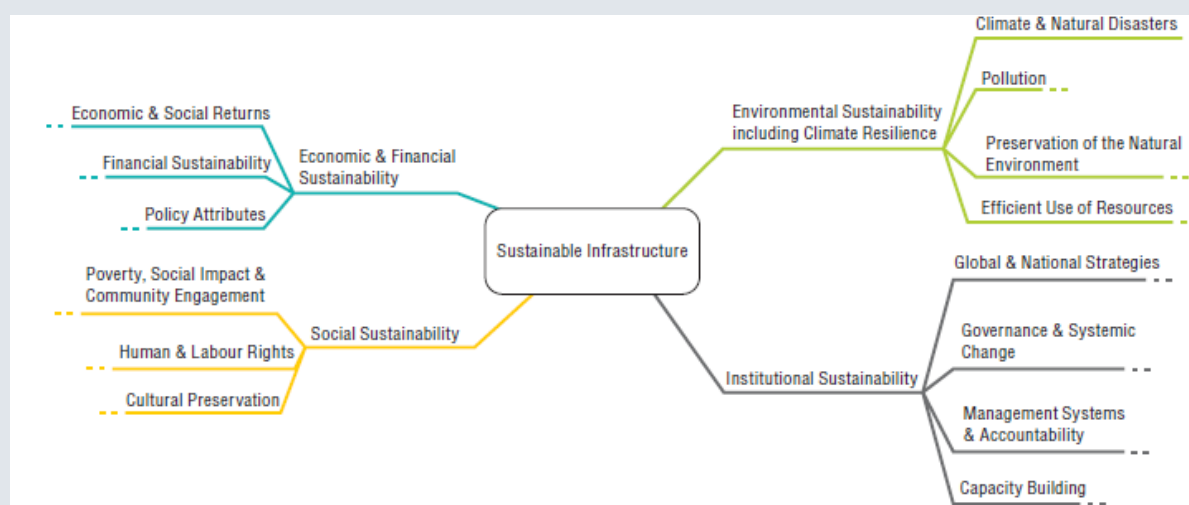 Climate & Natural Disasters
Pollution
Environmental Sustainability
including Climate Resilience
Preservation of the Natural
Environment
Efficient Use of Resources
Economic & Social Returns
Financial Sustainability
Economic & Financial
Sustainability
Policy Attributes
Sustainable Infrastructure
Poverty, Social Impact &
Community Engagement
Social Sustainability
Human & Labour Rights
Cultural Preservation
Global & National Strategies
Governance & Systemic
Change
Institutional Sustainability
Management Systems
& Accountability
Capacity Building